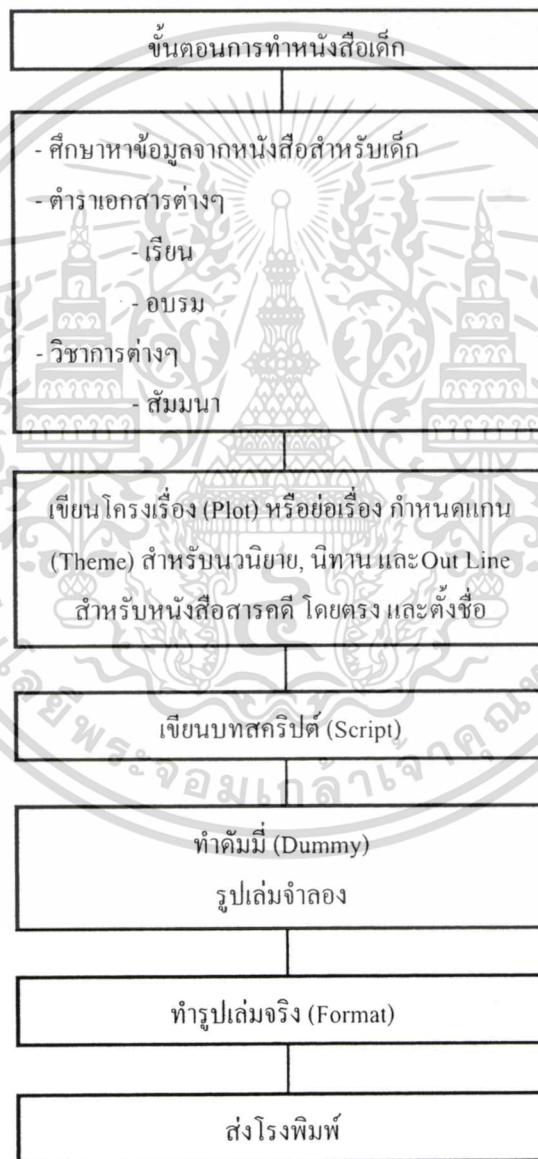 ขั้นตอนการทำหนังสือเด็ก
- ศึกษาหาข้อมูลจากหนังสือสำหรับเด็ก
- ตำราเอกสารต่างๆ
- เรียน
- อบรม
- วิชาการต่างๆ
- สัมมนา
เขียนโครงเรื่อง (Plot) หรือย่อเรื่อง กำหนดแกน
(Theme) สำหรับนวนิยาย, นิทาน และ Out Line
สำหรับหนังสือสารคดี โดยตรง และตั้งชื่อ
เขียนบทสคริปต์ (Script)
ทำดัมมี่ (Dummy)
รูปเล่มจำลอง
ทำรูปเล่มจริง (Format)
ส่งโรงพิมพ์